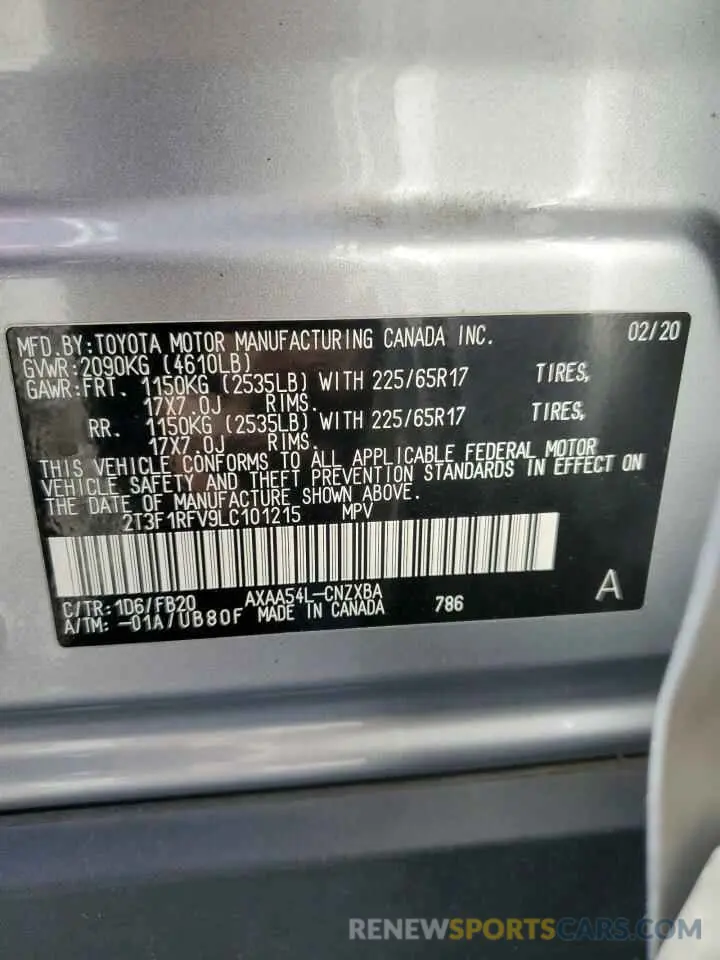 MFD.BY:TOYOTA MOTOR MANUFACTURING CANADA INC. 02/20
GVWR:2090KG (4610LB)
GAWR:FRT. 1150KG (2535LB) WITH 225/65R17 TIRES,
17X7.0J RIMS.
RR. 1150KG (2535LB) WITH 225/65R17 TIRES,
17X7.0J RIMS.
THIS VEHICLE CONFORMS TO ALL APPLICABLE FEDERAL MOTOR
VEHICLE SAFETY AND THEFT PREVENTION STANDARDS IN EFFECT ON
THE DATE OF MANUFACTURE SHOWN ABOVE.
2T3F1RFV9LC101215 MPV
C/TR:1D6/FB20 AXAA54L-CNZXBA A
A/TM:-01A/UB80F MADE IN CANADA 786
RENEWSPORTSCARS.COM